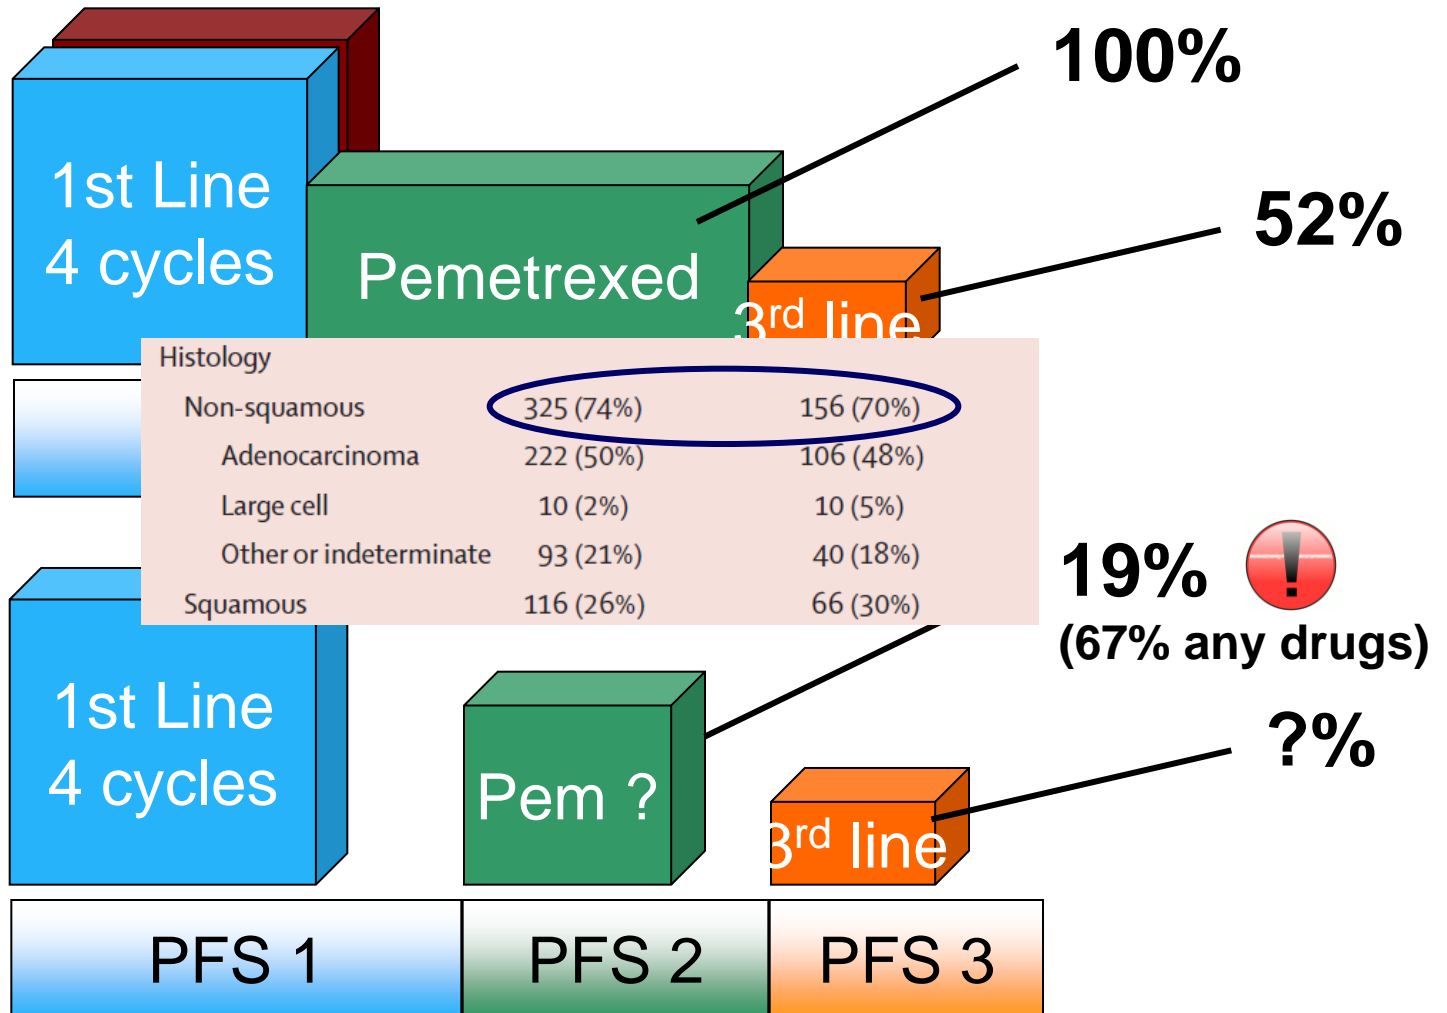 100%
1st Line
4 cycles
Pemetrexed
52%
3rd line
Histology
Non-squamous 325 (74%) 156 (70%)
Adenocarcinoma 222 (50%) 106 (48%)
Large cell 10 (2%) 10 (5%)
Other or indeterminate 93 (21%) 40 (18%)
Squamous 116 (26%) 66 (30%)
19% !
(67% any drugs)
1st Line
4 cycles
Pem ?
3rd line
?%
PFS 1 PFS 2 PFS 3